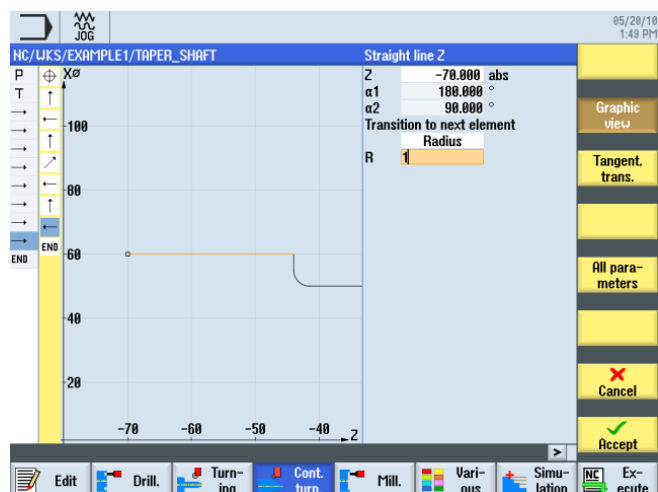 JOG
05/20/10
1:49 PM
NC/WKS/EXAMPLE1/TAPER_SHAFT
Straight line Z
P
T
END
END
XØ
-100
-80
-60
-40
-20
-70
-60
-50
-40
Z
Z -70.000 abs
α1 180.000 °
α2 90.000 °
Transition to next element
Radius
R 1
Graphic
view
Tangent.
trans.
All para-
meters
Cancel
Accept
>
Edit
Drill.
Turn-
ing
Cont.
turn
Mill.
Vari-
ous
Simu-
lation
NC
Ex-
ecute